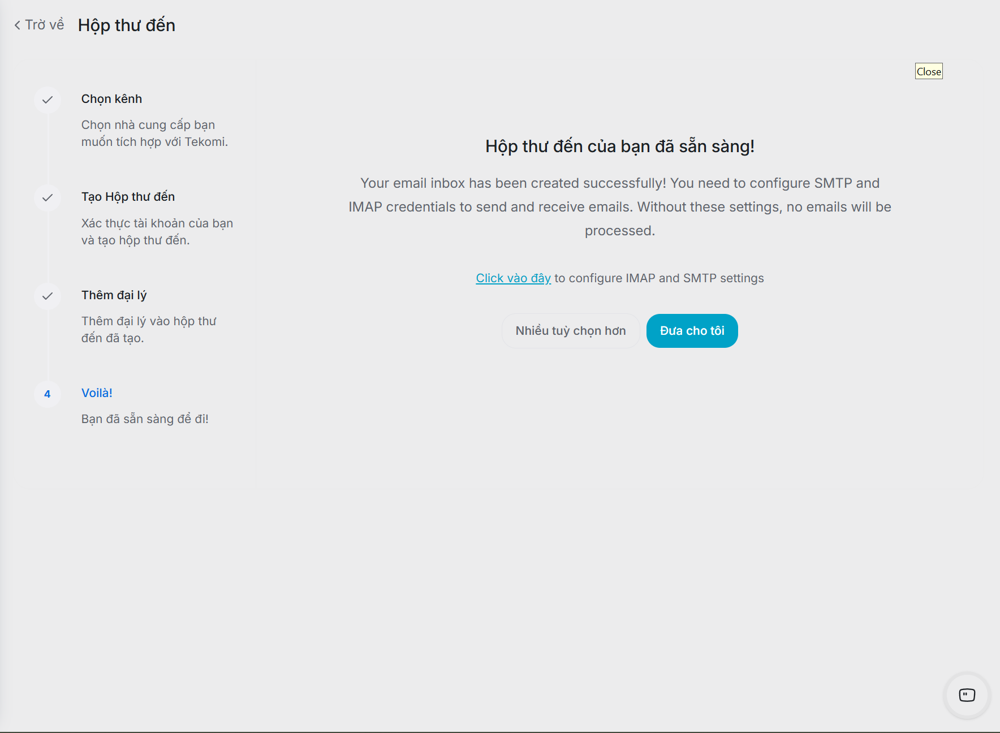 Trở về Hộp thư đến
Close
Chọn kênh
Chọn nhà cung cấp bạn
muốn tích hợp với Tekomi.
Tạo Hộp thư đến
Xác thực tài khoản của bạn
và tạo hộp thư đến.
Thêm đại lý
Thêm đại lý vào hộp thư
đến đã tạo.
4 Voilà!
Bạn đã sẵn sàng để đi!
Hộp thư đến của bạn đã sẵn sàng!
Your email inbox has been created successfully! You need to configure SMTP and
IMAP credentials to send and receive emails. Without these settings, no emails will be
processed.
Click vào đây to configure IMAP and SMTP settings
Nhiều tuỳ chọn hơn Đưa cho tôi